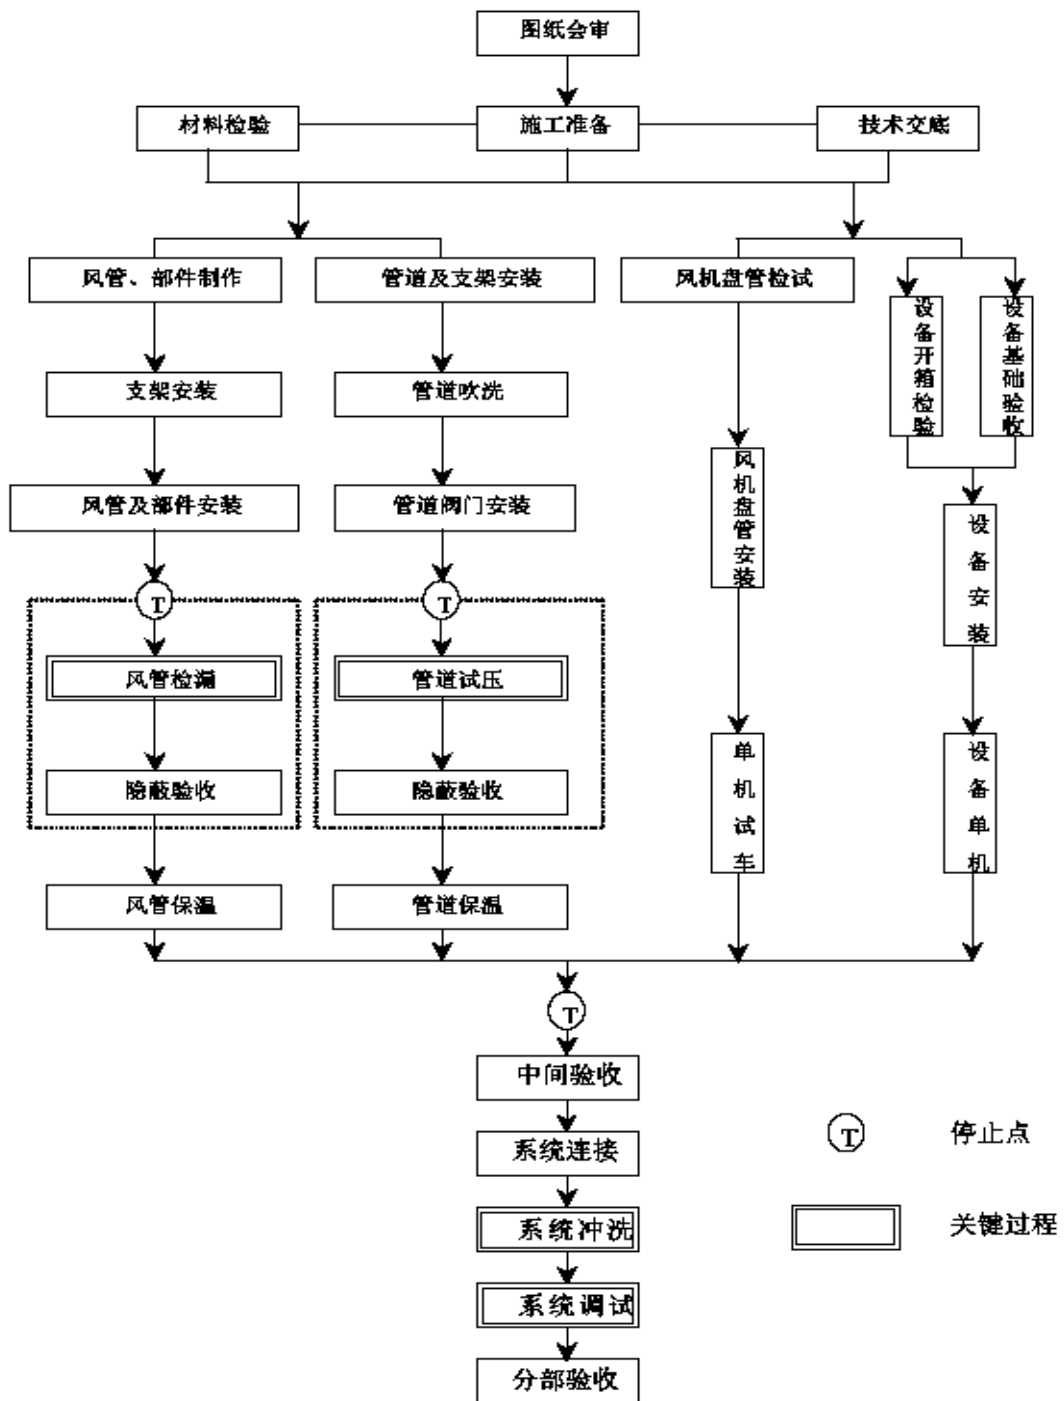 图纸会审
材料检验
施工准备
技术交底
风管、部件制作
管道及支架安装
风机盘管检试
设备开箱检验
设备基础验收
支架安装
管道吹洗
风机盘管安装
风管及部件安装
管道阀门安装
设备安装
T
T
风管检漏
管道试压
单机试车
设备单机
隐蔽验收
隐蔽验收
风管保温
管道保温
T
中间验收
T 停止点
系统连接
系统冲洗
关键过程
系统调试
分部验收